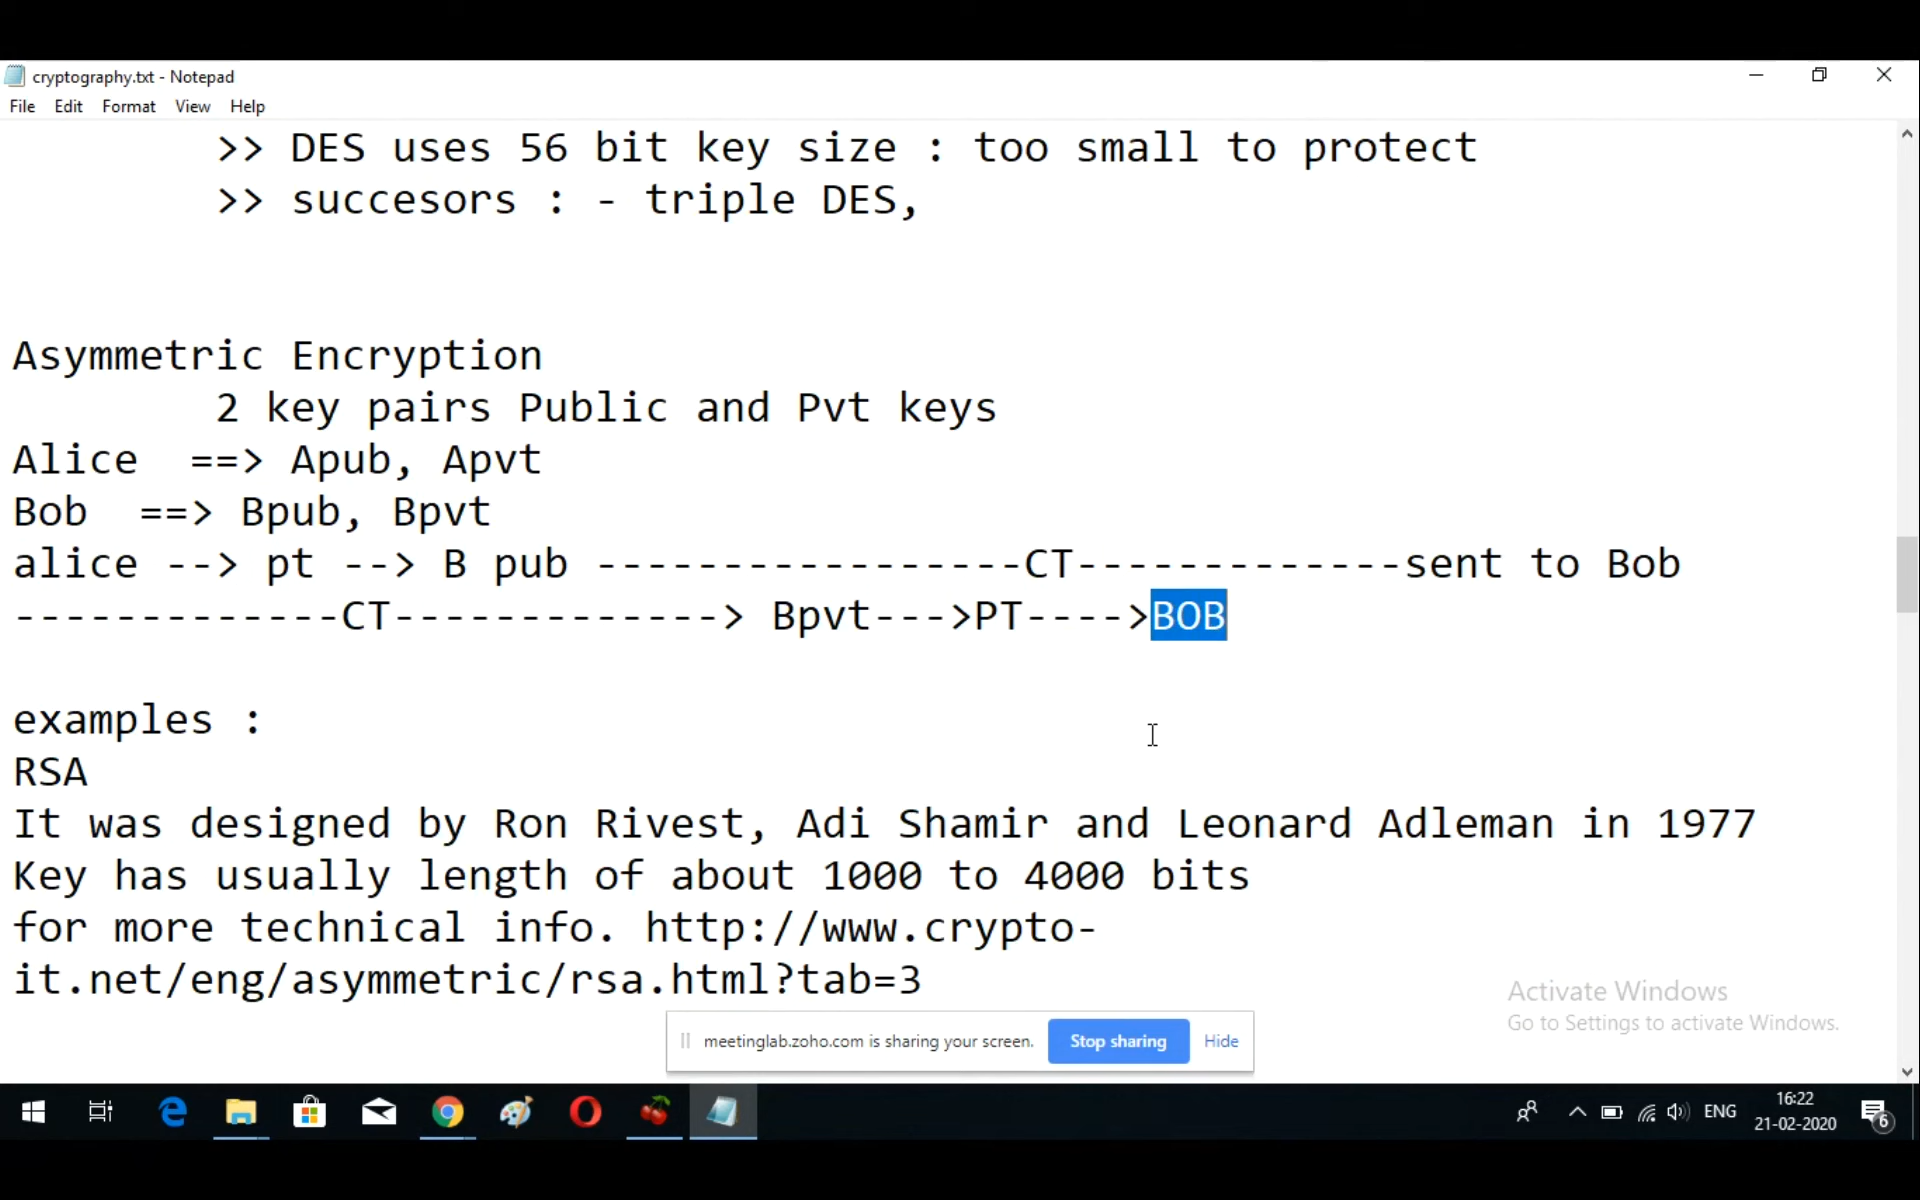 cryptography.txt - Notepad
File Edit Format View Help
>> DES uses 56 bit key size : too small to protect
>> succesors : - triple DES,
Asymmetric Encryption
2 key pairs Public and Pvt keys
Alice ==> Apub, Apvt
Bob ==> Bpub, Bpvt
alice --> pt --> B pub -----------------CT-------------sent to Bob
-------------CT-------------> Bpvt--->PT---->BOB
examples :
RSA
It was designed by Ron Rivest, Adi Shamir and Leonard Adleman in 1977
Key has usually length of about 1000 to 4000 bits
for more technical info. http://www.crypto-
it.net/eng/asymmetric/rsa.html?tab=3
Activate Windows
Go to Settings to activate Windows.
meetinglab.zoho.com is sharing your screen. Stop sharing Hide
ENG
16:22
21-02-2020
6